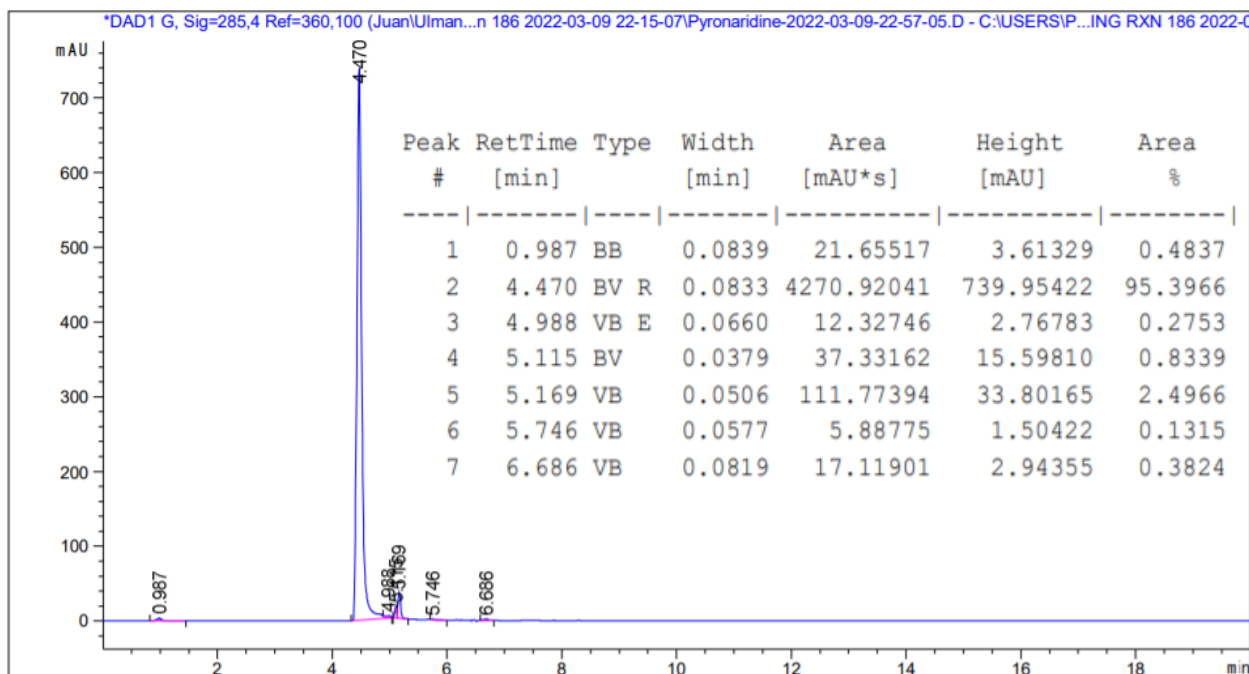 *DAD1 G, Sig=285,4 Ref=360,100 (Juan\Ulman...n 186 2022-03-09 22-15-07\Pyronaridine-2022-03-09-22-57-05.D - C:\USERS\P...ING RXN 186 2022-0
mAU
4.470
700
Peak RetTime Type Width Area Height Area
# [min] [min] [mAU*s] [mAU] %
----|-------|----|-------|----------|----------|--------|
1 0.987 BB 0.0839 21.65517 3.61329 0.4837
2 4.470 BV R 0.0833 4270.92041 739.95422 95.3966
3 4.988 VB E 0.0660 12.32746 2.76783 0.2753
4 5.115 BV 0.0379 37.33162 15.59810 0.8339
5 5.169 VB 0.0506 111.77394 33.80165 2.4966
6 5.746 VB 0.0577 5.88775 1.50422 0.1315
7 6.686 VB 0.0819 17.11901 2.94355 0.3824
600
500
400
300
200
100
0
0.987
4.988
5.169
5.746
6.686
2 4 6 8 10 12 14 16 18 min